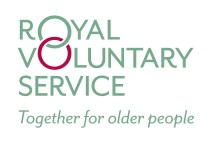 ROYAL
VOLUNTARY
SERVICE
Together for older people